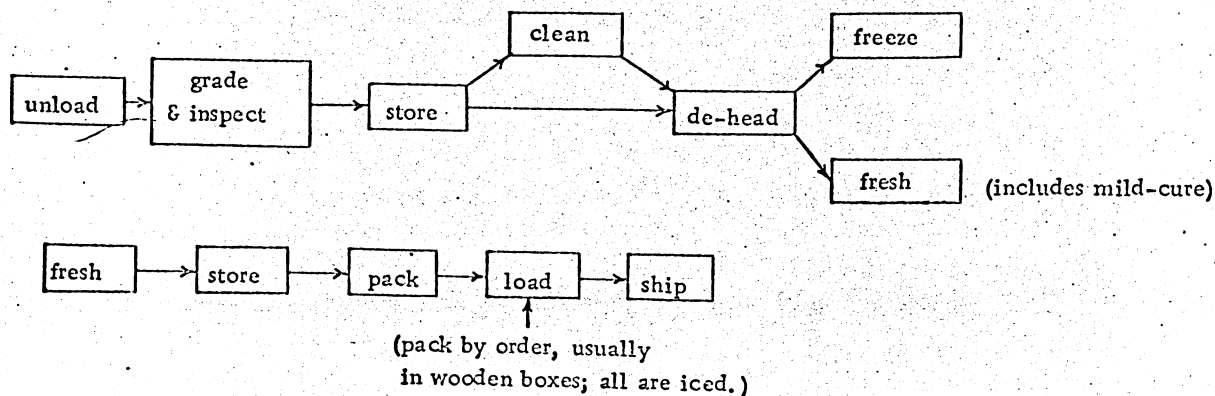 clean
freeze
unload
grade
& inspect
store
de-head
fresh
(includes mild-cure)
fresh
store
pack
load
ship
(pack by order, usually
in wooden boxes; all are iced.)